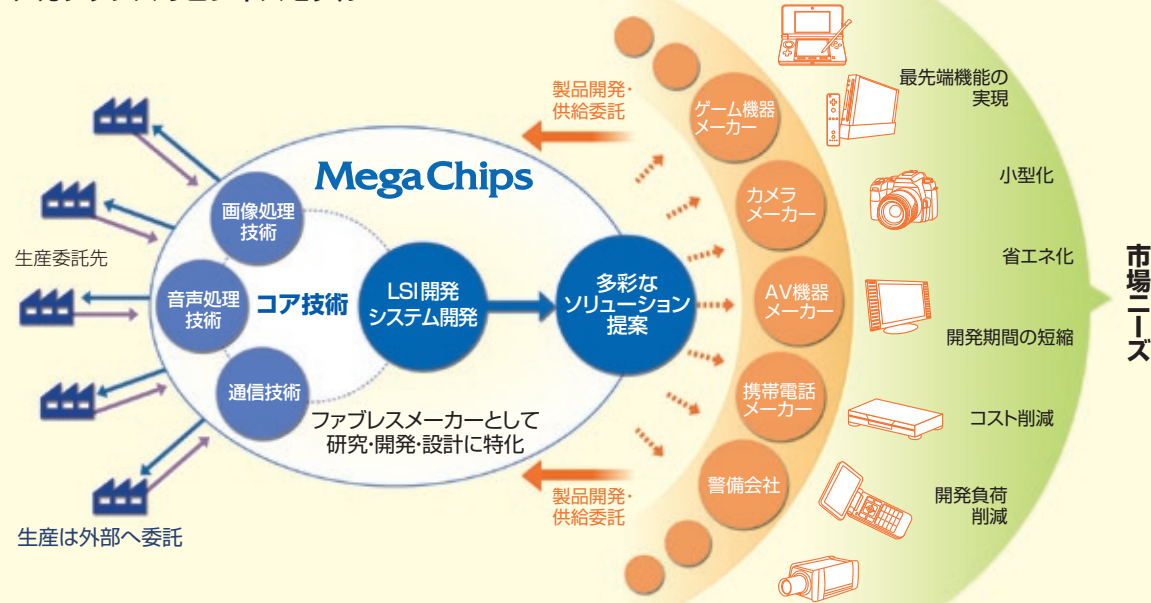 MegaChips
画像処理
技術
音声処理
技術
通信技術
コア技術
LSI開発
システム開発
多彩な
ソリューション
提案
ファブレスメーカーとして
研究・開発・設計に特化
生産委託先
生産は外部へ委託
製品開発・
供給委託
製品開発・
供給委託
ゲーム機器
メーカー
カメラ
メーカー
AV機器
メーカー
携帯電話
メーカー
警備会社
最先端機能の
実現
小型化
省エネ化
開発期間の短縮
コスト削減
開発負荷
削減
市場ニーズ